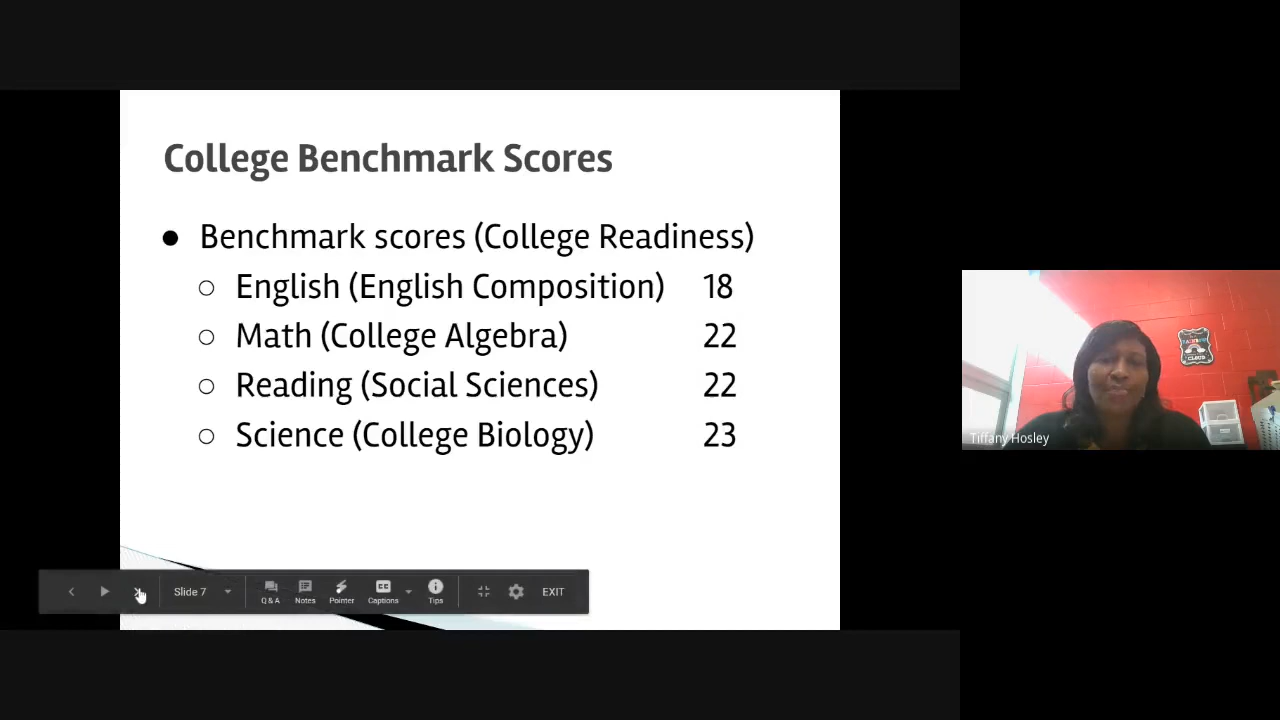 College Benchmark Scores
● Benchmark scores (College Readiness)
○ English (English Composition) 18
○ Math (College Algebra) 22
○ Reading (Social Sciences) 22
○ Science (College Biology) 23
Slide 7
Q & A
Notes
Pointer
Captions
Tips
EXIT
Tiffany Hosley
CLOUD